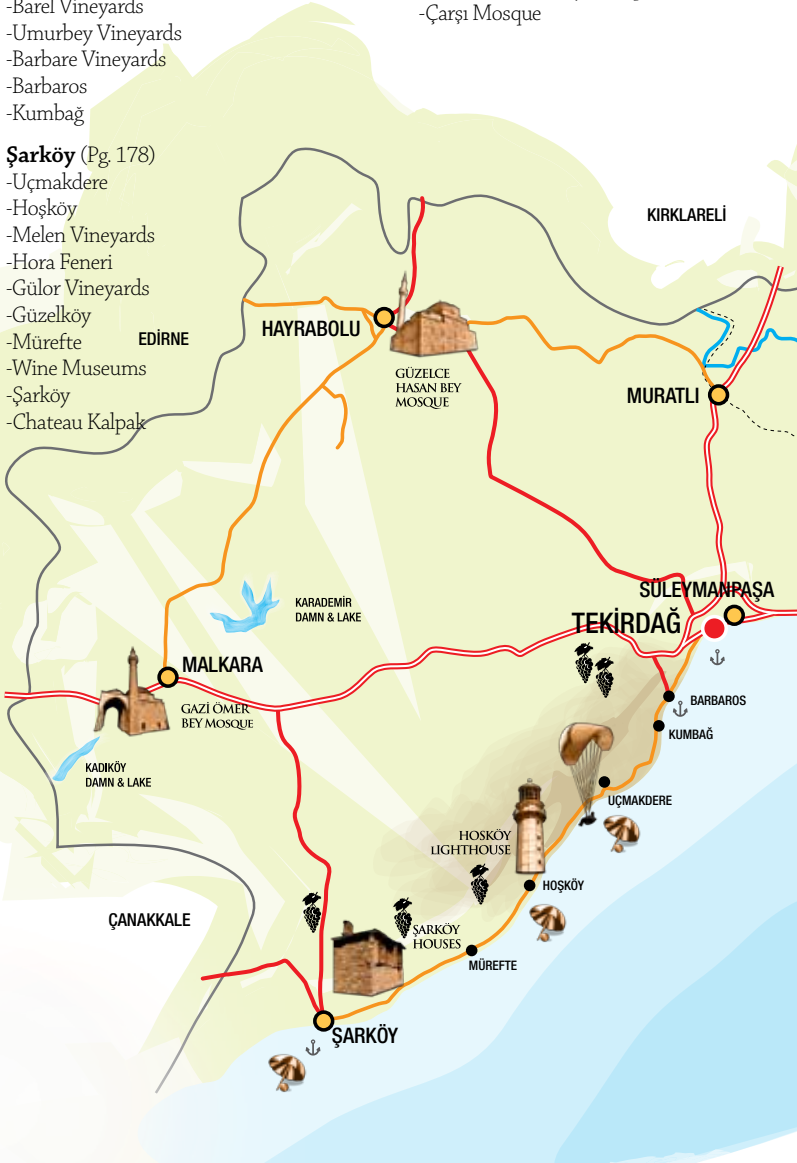 -Barel Vineyards
-Umurbey Vineyards
-Barbare Vineyards
-Barbaros
-Kumbağ
Şarköy (Pg. 178)
-Uçmakdere
-Hoşköy
-Melen Vineyards
-Hora Feneri
-Gülor Vineyards
-Güzelköy
-Mürefte
-Wine Museums
-Şarköy
-Chateau Kalpak
-Çarşı Mosque
KIRKLARELİ
EDİRNE
HAYRABOLU
GÜZELCE
HASAN BEY
MOSQUE
MURATLI
SÜLEYMANPAŞA
TEKİRDAĞ
KARADEMİR
DAMN & LAKE
MALKARA
GAZİ ÖMER
BEY MOSQUE
BARBAROS
KUMBAĞ
KADIKÖY
DAMN & LAKE
UÇMAKDERE
HOSKÖY
LIGHTHOUSE
HOŞKÖY
ÇANAKKALE
ŞARKÖY
HOUSES
MÜREFTE
ŞARKÖY